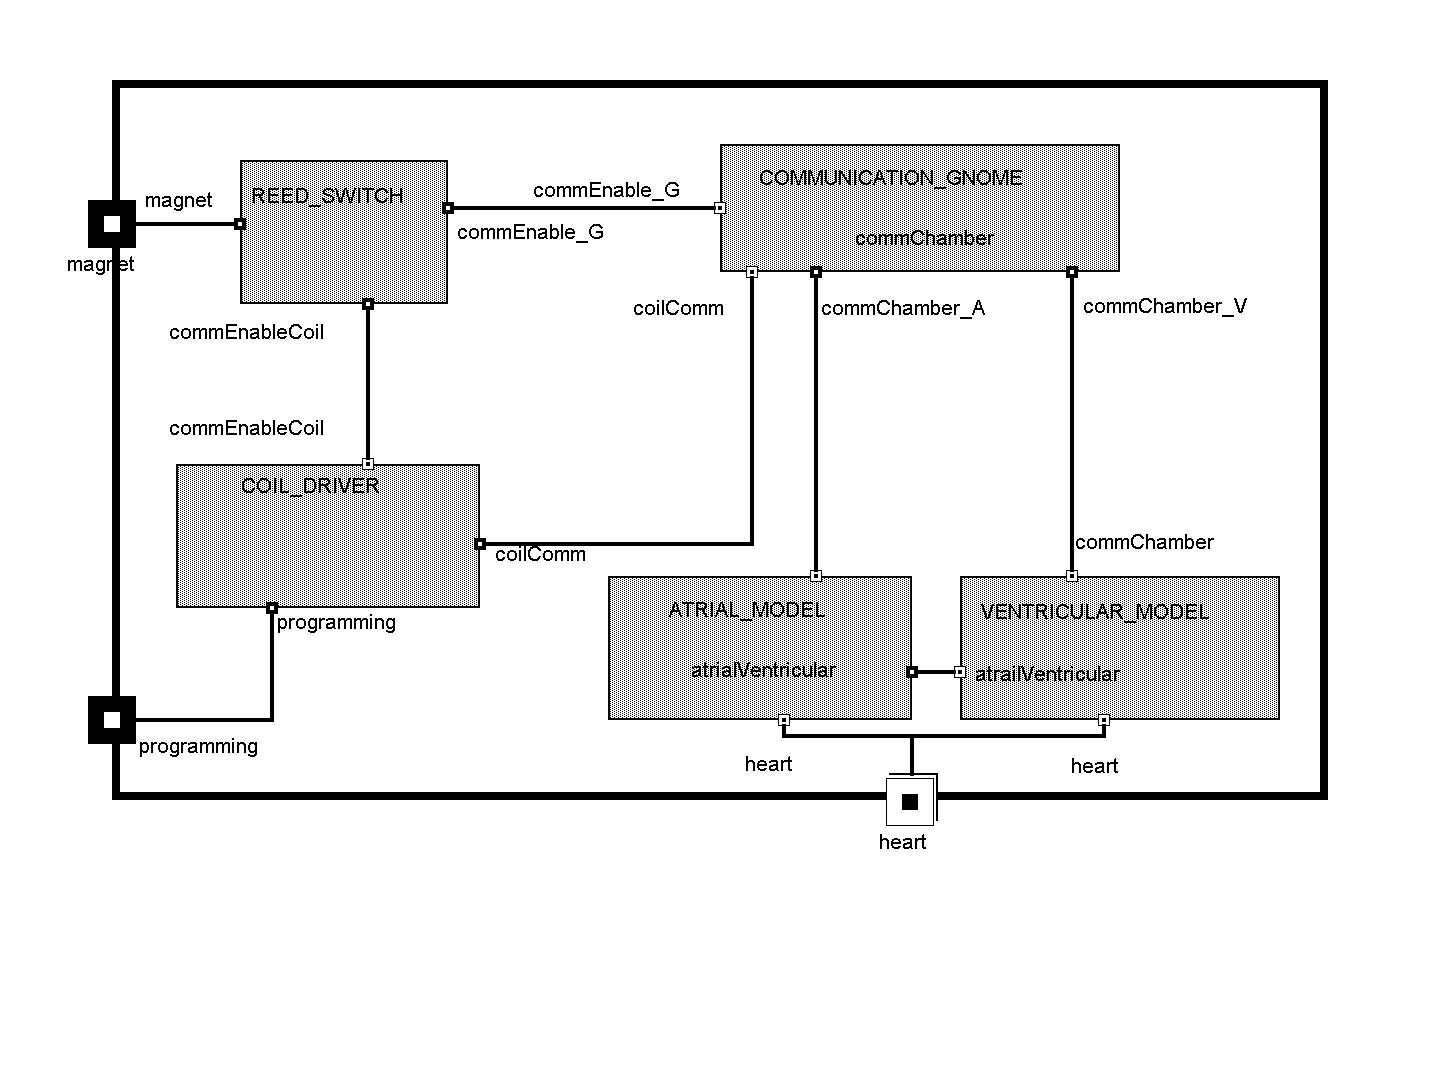 commEnable_G
COMMUNICATION_GNOME
magnet
REED_SWITCH
commEnable_G
commChamber
magnet
coilComm
commChamber_A
commChamber_V
commEnableCoil
commEnableCoil
COIL_DRIVER
coilComm
commChamber
programming
ATRIAL_MODEL
VENTRICULAR_MODEL
atrialVentricular
atrailVentricular
programming
heart
heart
heart